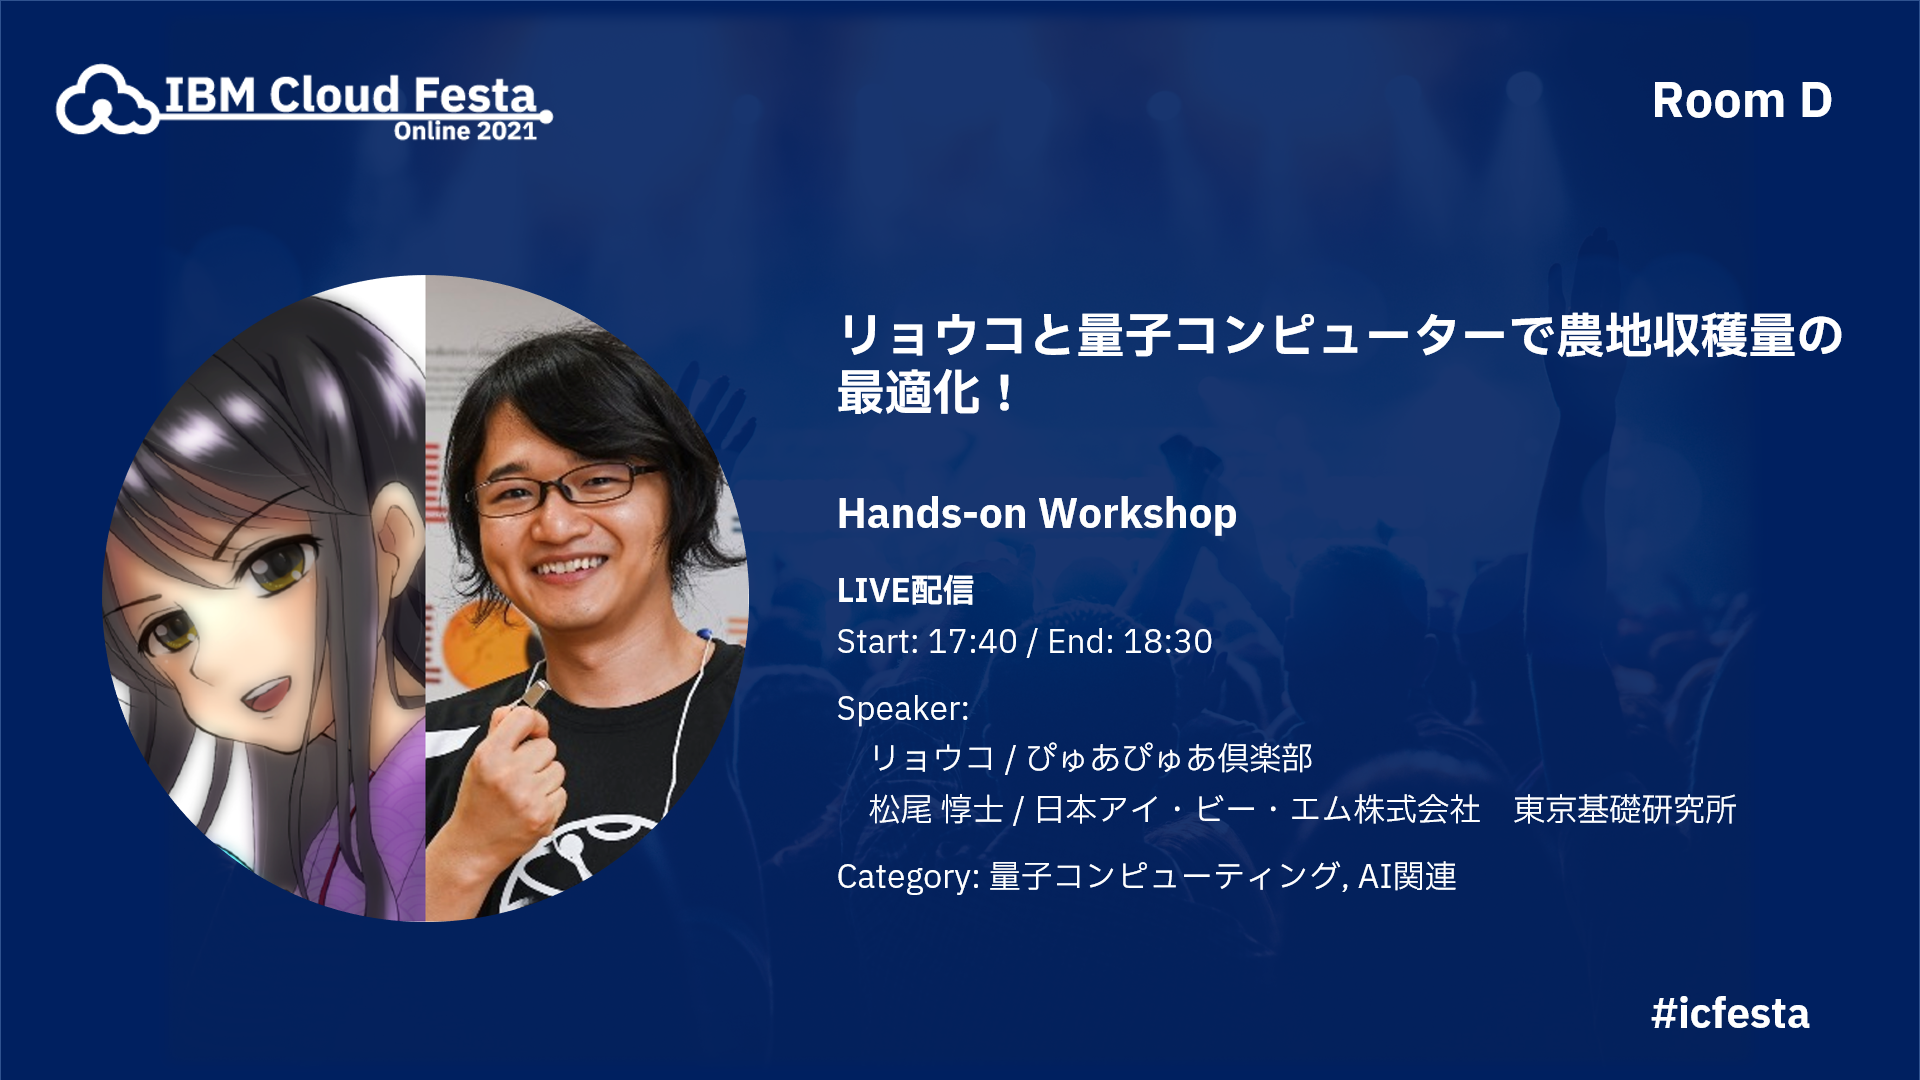 IBM Cloud Festa
Online 2021
Room D
リョウコと量子コンピューターで農地収穫量の
最適化！
Hands-on Workshop
LIVE配信
Start: 17:40 / End: 18:30
Speaker:
リョウコ / ぴゅあぴゅあ倶楽部
松尾 惇士 / 日本アイ・ビー・エム株式会社　東京基礎研究所
Category: 量子コンピューティング, AI関連
#icfesta